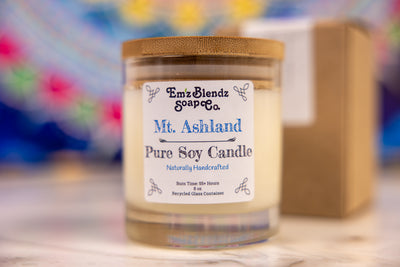 Em'z Blendz
Soap Co.
Mt. Ashland
Pure Soy Candle
Naturally Handcrafted
Burn Time: 55+ Hours
8 oz
Recycled Glass Container